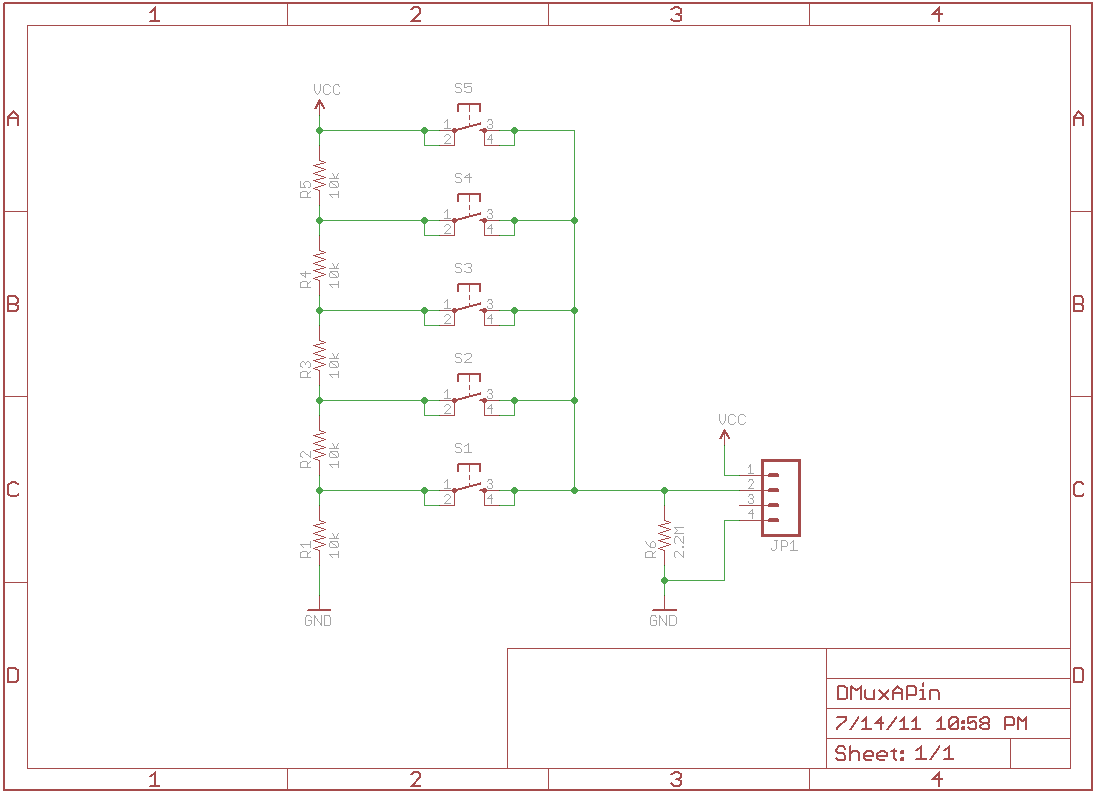 1 2 3 4
A A
B B
C C
D D
1 2 3 4
VCC
S5
1 3
2 4
R5
10k
S4
1 3
2 4
R4
10k
S3
1 3
2 4
R3
10k
S2
1 3
2 4
R2
10k
S1
1 3
2 4
R1
10k
GND
VCC
1
2
3
4
JP1
R6
2.2M
GND
DMuxAPin
7/14/11 10:58 PM
Sheet: 1/1